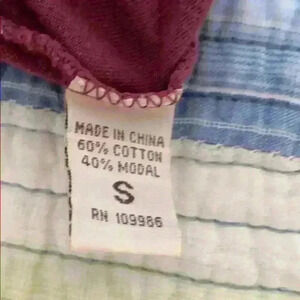 MADE IN CHINA
60% COTTON
40% MODAL
S
RN 109986